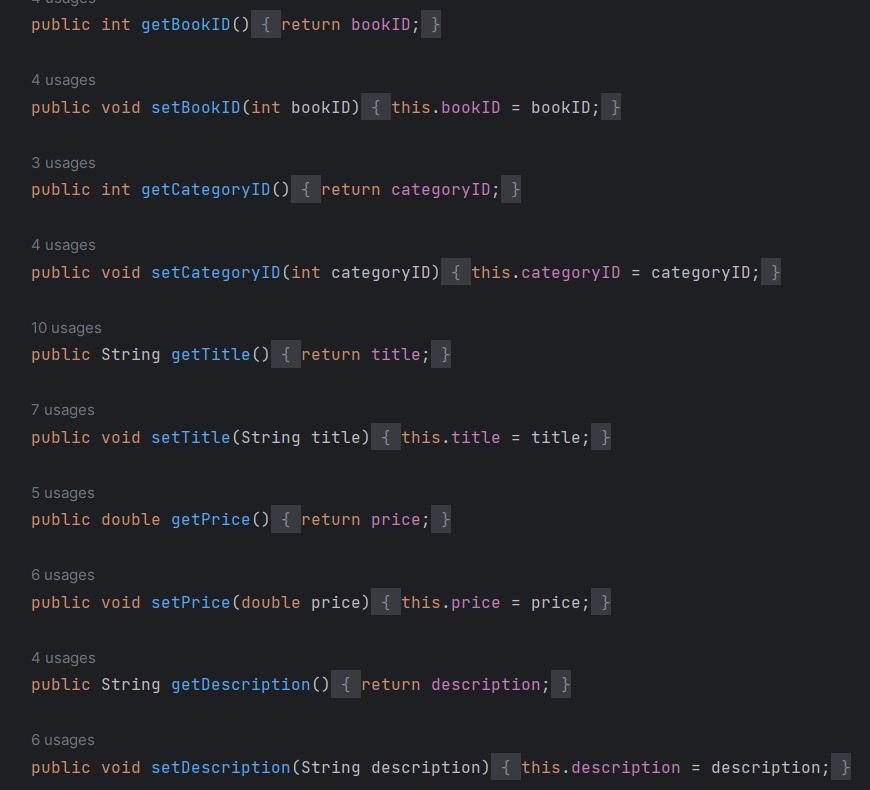 4 usages
public int getBookID() { return bookID; }
4 usages
public void setBookID(int bookID) { this.bookID = bookID; }
3 usages
public int getCategoryID() { return categoryID; }
4 usages
public void setCategoryID(int categoryID) { this.categoryID = categoryID; }
10 usages
public String getTitle() { return title; }
7 usages
public void setTitle(String title) { this.title = title; }
5 usages
public double getPrice() { return price; }
6 usages
public void setPrice(double price) { this.price = price; }
4 usages
public String getDescription() { return description; }
6 usages
public void setDescription(String description) { this.description = description; }